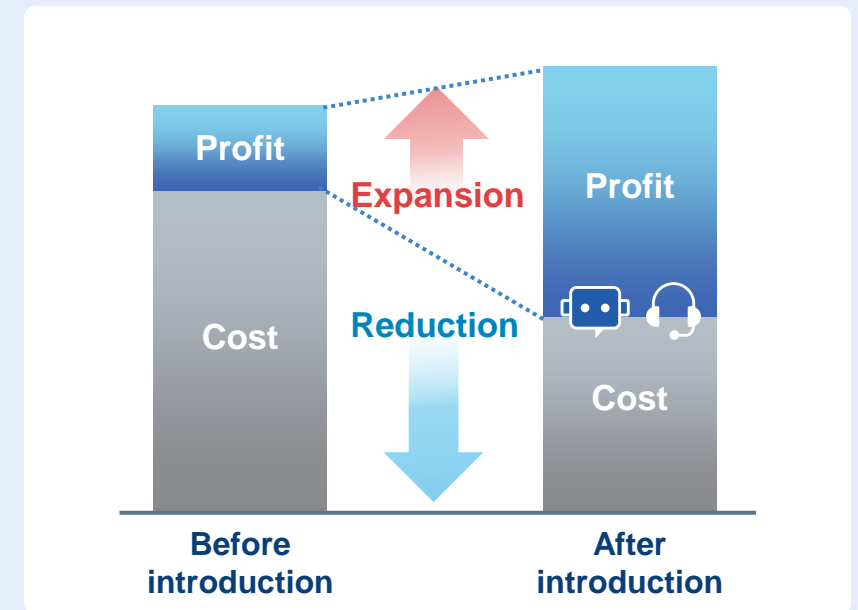 Profit
Cost
Expansion
Reduction
Profit
Cost
Before
introduction
After
introduction